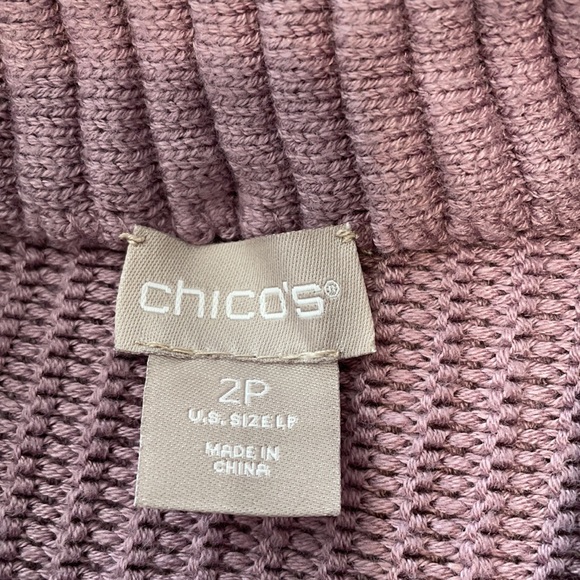 chico's®
2P
U.S. SIZE LP
MADE IN
CHINA